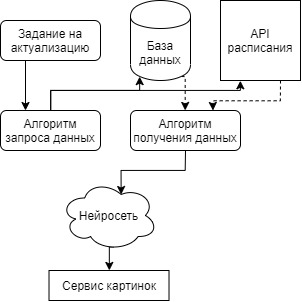 Задание на
актуализацию
База
данных
API
расписания
Алгоритм
запроса данных
Алгоритм
получения данных
Нейросеть
Сервис картинок